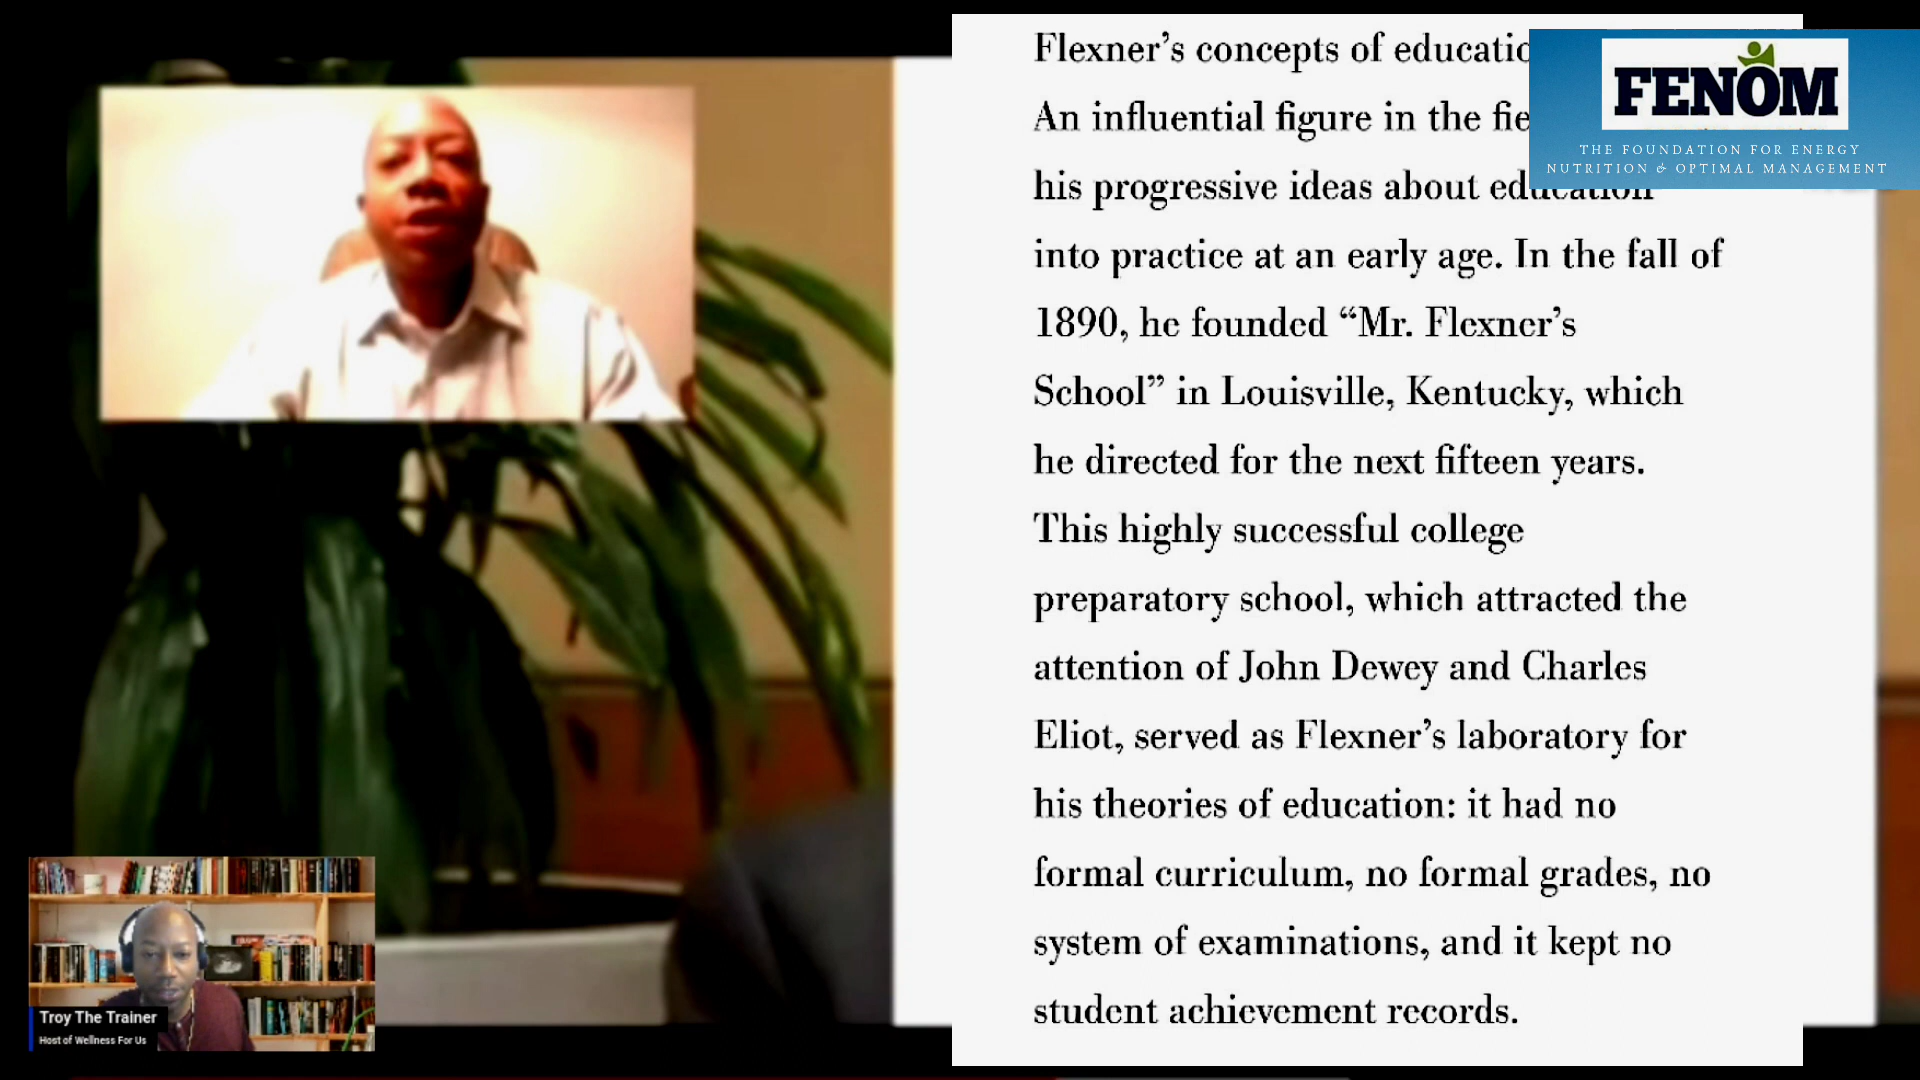 Flexner’s concepts of educatio
An influential figure in the fie
his progressive ideas about education
into practice at an early age. In the fall of
1890, he founded “Mr. Flexner’s
School” in Louisville, Kentucky, which
he directed for the next fifteen years.
This highly successful college
preparatory school, which attracted the
attention of John Dewey and Charles
Eliot, served as Flexner’s laboratory for
his theories of education: it had no
formal curriculum, no formal grades, no
system of examinations, and it kept no
student achievement records.
FENOM
THE FOUNDATION FOR ENERGY
NUTRITION & OPTIMAL MANAGEMENT
Troy The Trainer
Host of Wellness For Us